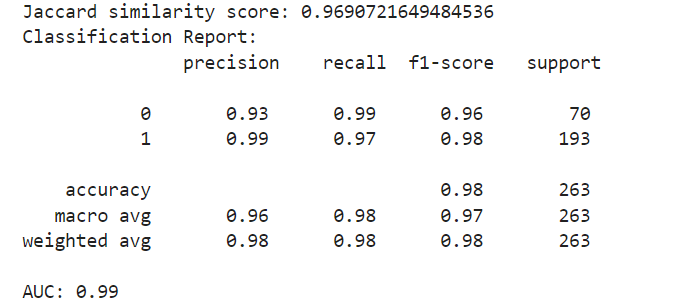 Jaccard similarity score: 0.9690721649484536
Classification Report:
precision recall f1-score support
0 0.93 0.99 0.96 70
1 0.99 0.97 0.98 193
accuracy 0.98 263
macro avg 0.96 0.98 0.97 263
weighted avg 0.98 0.98 0.98 263
AUC: 0.99